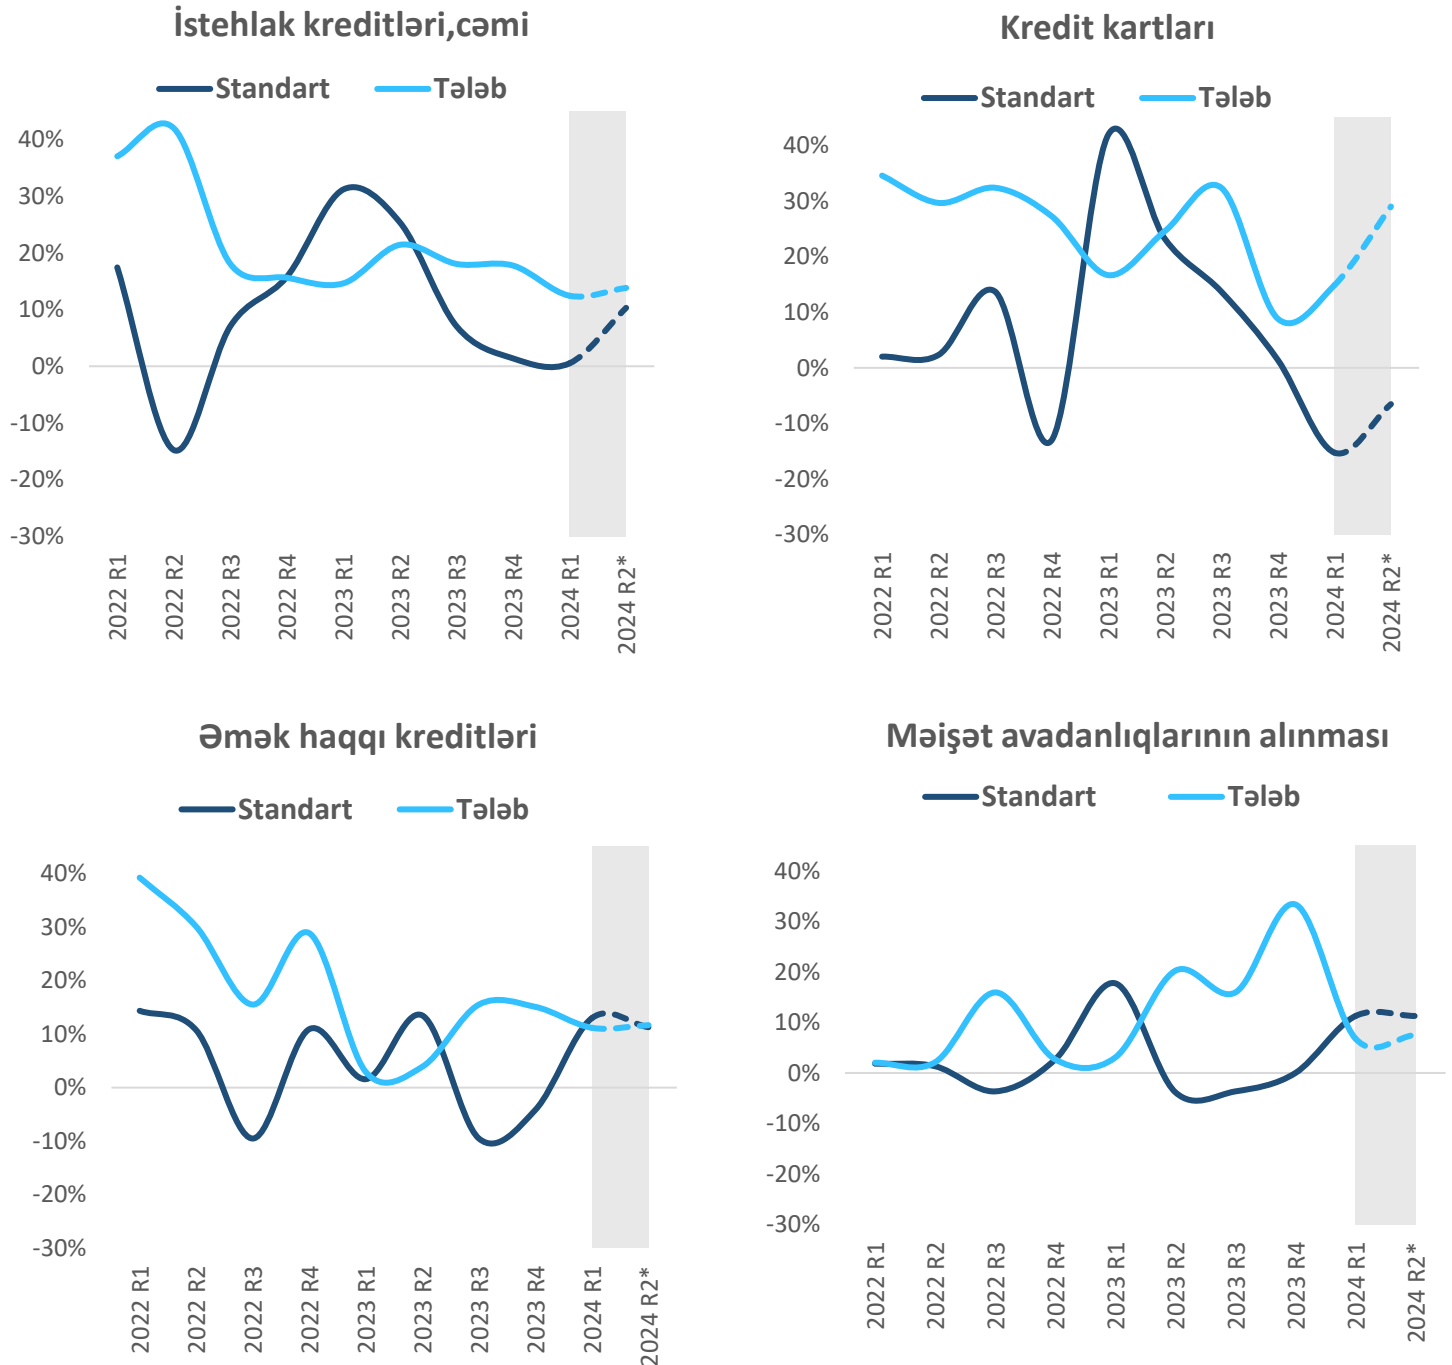 İstehlak kreditləri,cəmi
Standart Tələb
40%
30%
20%
10%
0%
-10%
-20%
-30%
2022 R1
2022 R2
2022 R3
2022 R4
2023 R1
2023 R2
2023 R3
2023 R4
2024 R1
2024 R2*
Kredit kartları
Standart Tələb
40%
30%
20%
10%
0%
-10%
-20%
-30%
2022 R1
2022 R2
2022 R3
2022 R4
2023 R1
2023 R2
2023 R3
2023 R4
2024 R1
2024 R2*
Əmək haqqı kreditləri
Standart Tələb
40%
30%
20%
10%
0%
-10%
-20%
-30%
2022 R1
2022 R2
2022 R3
2022 R4
2023 R1
2023 R2
2023 R3
2023 R4
2024 R1
2024 R2*
Məişət avadanlıqlarının alınması
Standart Tələb
40%
30%
20%
10%
0%
-10%
-20%
-30%
2022 R1
2022 R2
2022 R3
2022 R4
2023 R1
2023 R2
2023 R3
2023 R4
2024 R1
2024 R2*